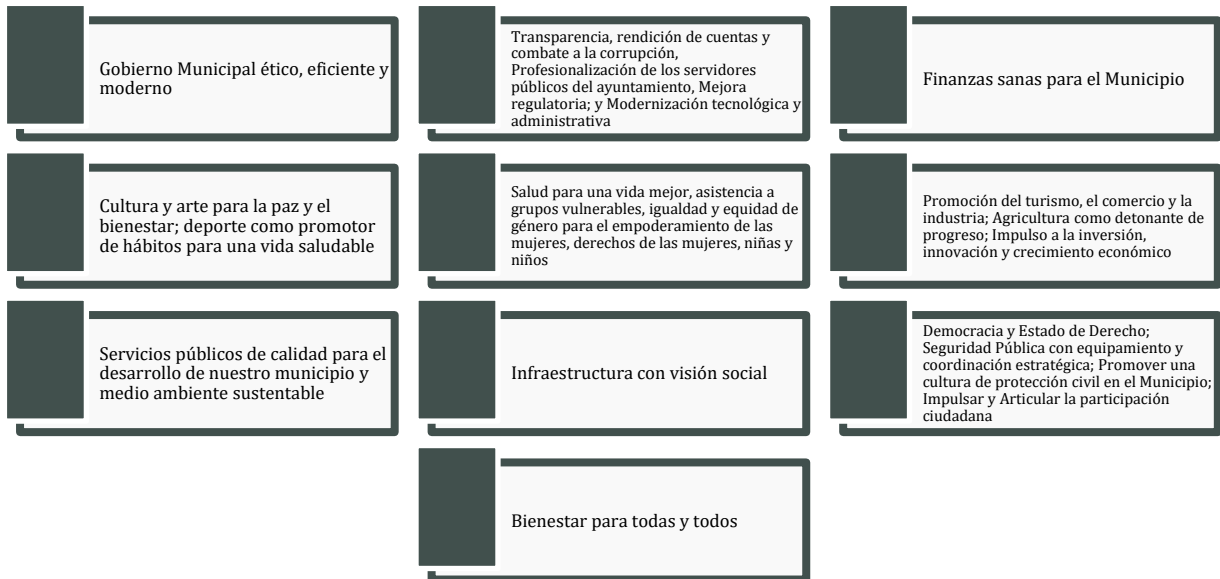 Gobierno Municipal ético, eficiente y
moderno
Transparencia, rendición de cuentas y
combate a la corrupción,
Profesionalización de los servidores
públicos del ayuntamiento, Mejora
regulatoria; y Modernización tecnológica y
administrativa
Finanzas sanas para el Municipio
Cultura y arte para la paz y el
bienestar; deporte como promotor
de hábitos para una vida saludable
Salud para una vida mejor, asistencia a
grupos vulnerables, igualdad y equidad de
género para el empoderamiento de las
mujeres, derechos de las mujeres, niñas y
niños
Promoción del turismo, el comercio y la
industria; Agricultura como detonante de
progreso; Impulso a la inversión,
innovación y crecimiento económico
Servicios públicos de calidad para el
desarrollo de nuestro municipio y
medio ambiente sustentable
Infraestructura con visión social
Democracia y Estado de Derecho;
Seguridad Pública con equipamiento y
coordinación estratégica; Promover una
cultura de protección civil en el Municipio;
Impulsar y Articular la participación
ciudadana
Bienestar para todas y todos